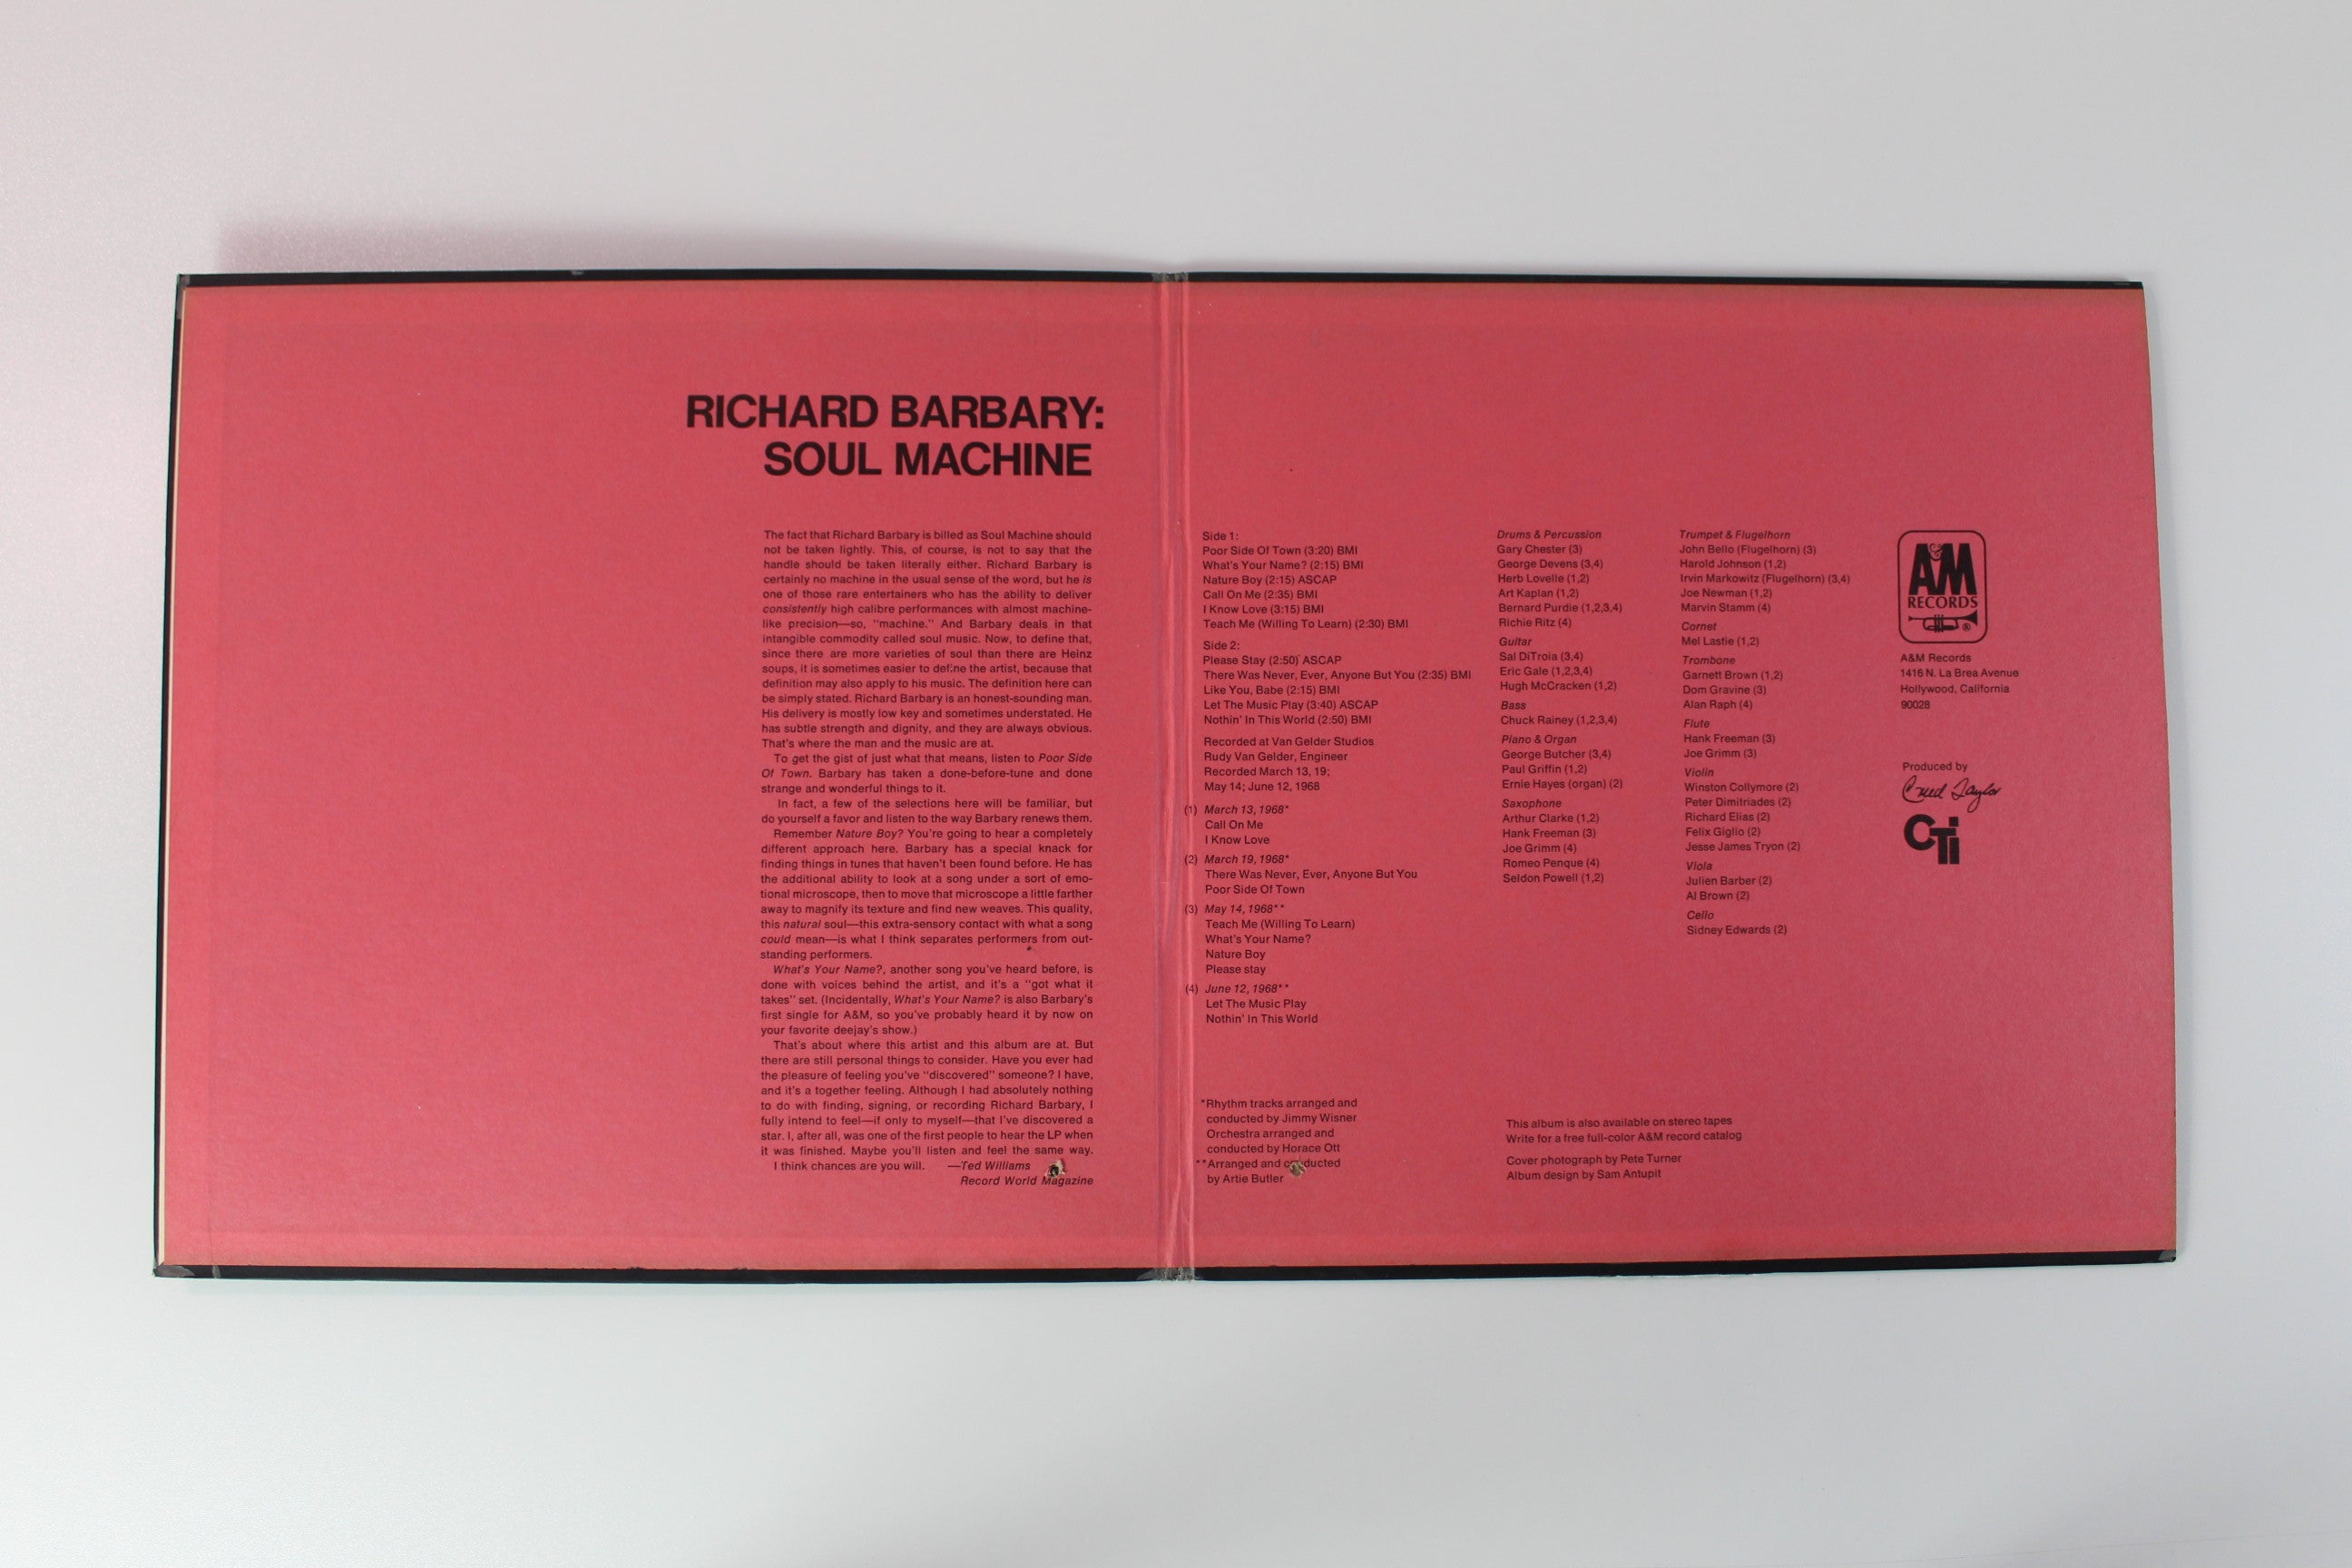 RICHARD BARBARY:
SOUL MACHINE
The fact that Richard Barbary is billed as Soul Machine should
not be taken lightly. This, of course, is not to say that the
handle should be taken literally either. Richard Barbary is
certainly no machine in the usual sense of the word, but he is
one of those rare entertainers who has the ability to deliver
consistently high calibre performances with almost machine-
like precision—so, "machine." And Barbary deals in that
intangible commodity called soul music. Now, to define that,
since there are more varieties of soul than there are Heinz
soups, it is sometimes easier to define the artist, because that
definition may also apply to his music. The definition here can
be simply stated. Richard Barbary is an honest-sounding man.
His delivery is mostly low key and sometimes understated. He
has subtle strength and dignity, and they are always obvious.
That's where the man and the music are at.
To get the gist of just what that means, listen to Poor Side
Of Town. Barbary has taken a done-before-tune and done
strange and wonderful things to it.
In fact, a few of the selections here will be familiar, but
do yourself a favor and listen to the way Barbary renews them.
Remember Nature Boy? You're going to hear a completely
different approach here. Barbary has a special knack for
finding things in tunes that haven't been found before. He has
the additional ability to look at a song under a sort of emo-
tional microscope, then to move that microscope a little farther
away to magnify its texture and find new weaves. This quality,
this natural soul—this extra-sensory contact with what a song
could mean—is what I think separates performers from out-
standing performers.
What's Your Name?, another song you've heard before, is
done with voices behind the artist, and it's a "got what it
takes" set. (Incidentally, What's Your Name? is also Barbary's
first single for A&M, so you've probably heard it by now on
your favorite deejay's show.)
That's about where this artist and this album are at. But
there are still personal things to consider. Have you ever had
the pleasure of feeling you've "discovered" someone? I have,
and it's a together feeling. Although I had absolutely nothing
to do with finding, signing, or recording Richard Barbary, I
fully intend to feel—if only to myself—that I've discovered a
star. I, after all, was one of the first people to hear the LP when
it was finished. Maybe you'll listen and feel the same way.
I think chances are you will. —Ted Williams
Record World Magazine
Side 1:
Poor Side Of Town (3:20) BMI
What's Your Name? (2:15) BMI
Nature Boy (2:15) ASCAP
Call On Me (2:35) BMI
I Know Love (3:15) BMI
Teach Me (Willing To Learn) (2:30) BMI
Side 2:
Please Stay (2:50) ASCAP
There Was Never, Ever, Anyone But You (2:35) BMI
Like You, Babe (2:15) BMI
Let The Music Play (3:40) ASCAP
Nothin' In This World (2:50) BMI
Recorded at Van Gelder Studios
Rudy Van Gelder, Engineer
Recorded March 13, 19;
May 14; June 12, 1968
(1) March 13, 1968*
Call On Me
I Know Love
(2) March 19, 1968*
There Was Never, Ever, Anyone But You
Poor Side Of Town
(3) May 14, 1968**
Teach Me (Willing To Learn)
What's Your Name?
Nature Boy
Please stay
(4) June 12, 1968**
Let The Music Play
Nothin' In This World
*Rhythm tracks arranged and
conducted by Jimmy Wisner
Orchestra arranged and
conducted by Horace Ott
**Arranged and conducted
by Artie Butler
Drums & Percussion
Gary Chester (3)
George Devens (3,4)
Herb Lovelle (1,2)
Art Kaplan (1,2)
Bernard Purdie (1,2,3,4)
Richie Ritz (4)
Guitar
Sal DiTroia (3,4)
Eric Gale (1,2,3,4)
Hugh McCracken (1,2)
Bass
Chuck Rainey (1,2,3,4)
Piano & Organ
George Butcher (3,4)
Paul Griffin (1,2)
Ernie Hayes (organ) (2)
Saxophone
Arthur Clarke (1,2)
Hank Freeman (3)
Joe Grimm (4)
Romeo Penque (4)
Seldon Powell (1,2)
Trumpet & Flugelhorn
John Bello (Flugelhorn) (3)
Harold Johnson (1,2)
Irvin Markowitz (Flugelhorn) (3,4)
Joe Newman (1,2)
Marvin Stamm (4)
Cornet
Mel Lastie (1,2)
Trombone
Garnett Brown (1,2)
Dom Gravine (3)
Alan Raph (4)
Flute
Hank Freeman (3)
Joe Grimm (3)
Violin
Winston Collymore (2)
Peter Dimitriades (2)
Richard Elias (2)
Felix Giglio (2)
Jesse James Tryon (2)
Viola
Julien Barber (2)
Al Brown (2)
Cello
Sidney Edwards (2)
This album is also available on stereo tapes
Write for a free full-color A&M record catalog
Cover photograph by Pete Turner
Album design by Sam Antupit
A&M
RECORDS
®
A&M Records
1416 N. La Brea Avenue
Hollywood, California
90028
Produced by
Creed Taylor
CTi